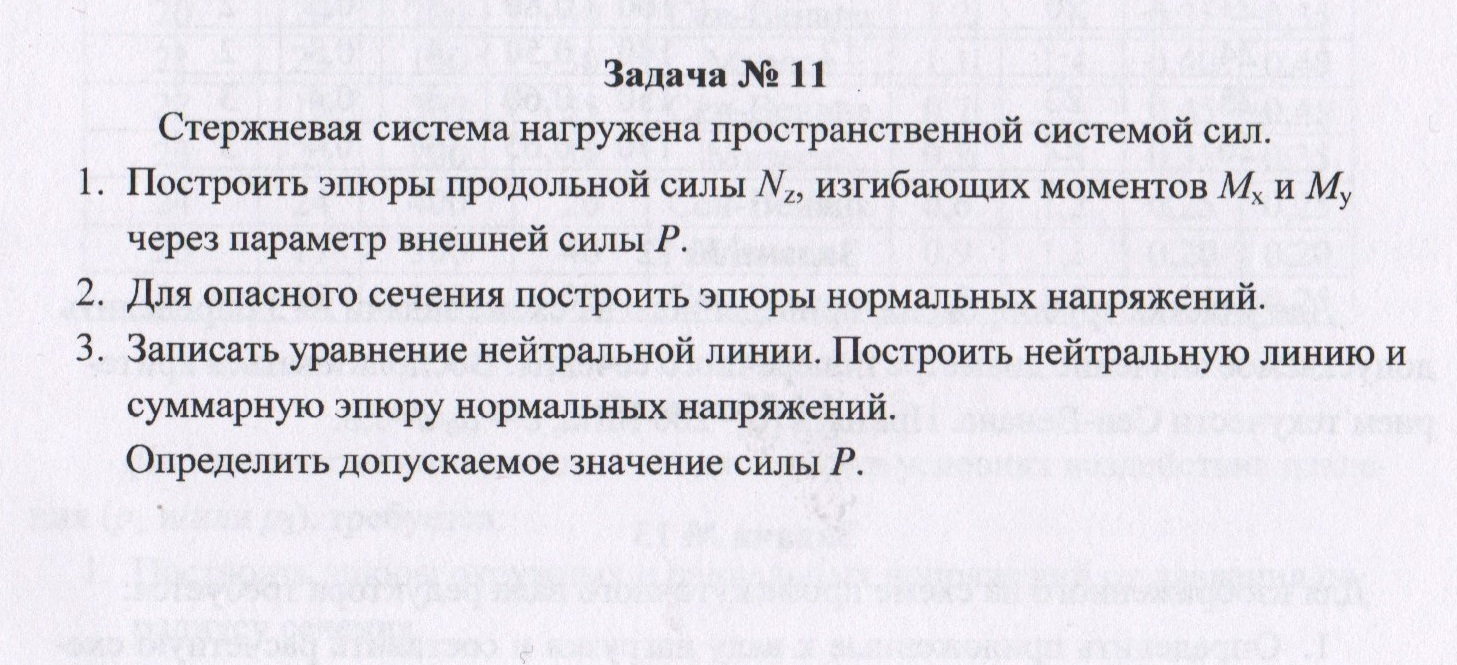 Задача № 11
Стержневая система нагружена пространственной системой сил.
1. Построить эпюры продольной силы Nz, изгибающих моментов Mx и My
через параметр внешней силы P.
2. Для опасного сечения построить эпюры нормальных напряжений.
3. Записать уравнение нейтральной линии. Построить нейтральную линию и
суммарную эпюру нормальных напряжений.
Определить допускаемое значение силы P.